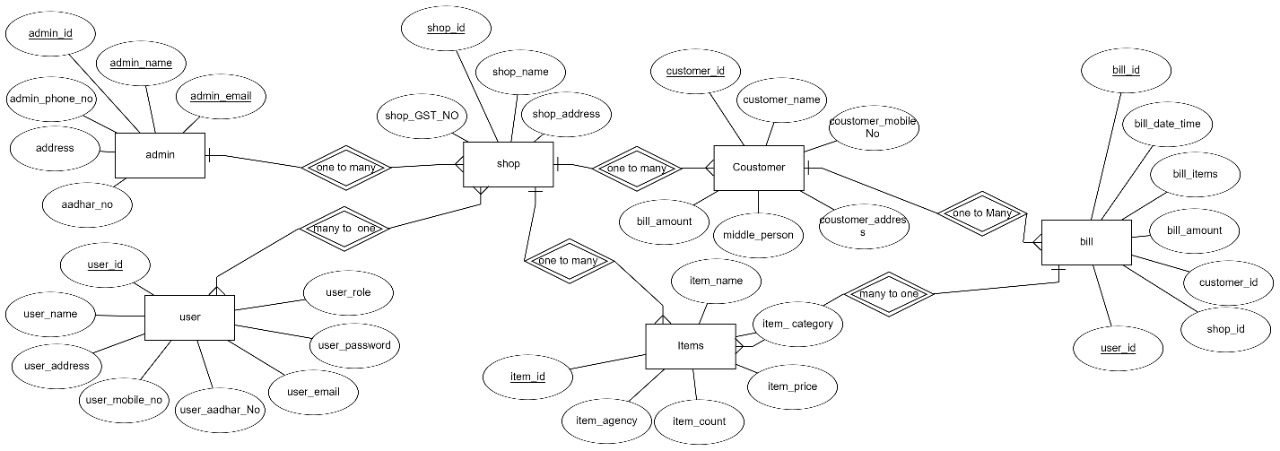 admin_id
admin_name
admin_email
admin_phone_no
address
aadhar_no
admin
one to many
shop_id
shop_name
shop_address
shop_GST_NO
shop
one to many
customer_id
customer_name
coustomer_mobile
No
Coustomer
bill_amount
middle_person
coustomer_addres
s
one to Many
bill_id
bill_date_time
bill_items
bill_amount
customer_id
shop_id
user_id
bill
many to one
user_id
user_name
user_address
user_mobile_no
user_aadhar_No
user_email
user_password
user_role
user
one to many
item_name
item_ category
item_price
item_count
item_agency
item_id
Items
many to one